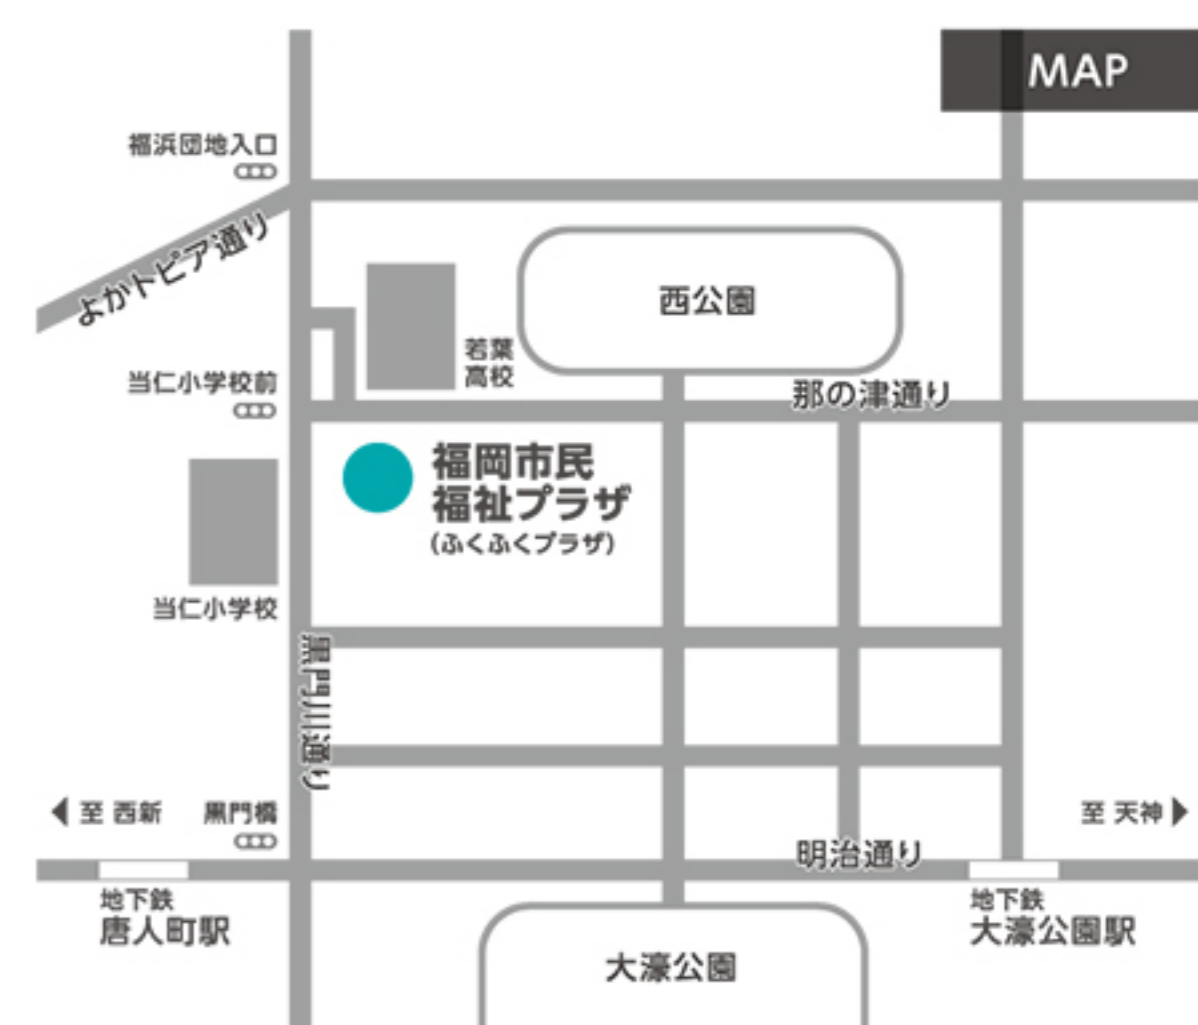 MAP
福浜団地入口
よかトピア通り
西公園
若葉
高校
当仁小学校前
那の津通り
福岡市民
福祉プラザ
(ふくふくプラザ)
当仁小学校
黒門川通り
至 西新
黒門橋
至 天神
明治通り
地下鉄
唐人町駅
地下鉄
大濠公園駅
大濠公園